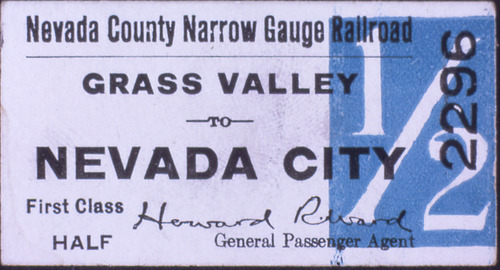 Nevada County Narrow Gauge Railroad
GRASS VALLEY
TO
NEVADA CITY
First Class Howard R. Ward
HALF General Passenger Agent
1/2
2296